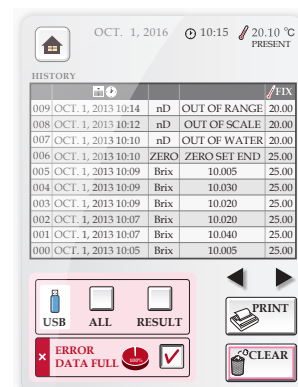 OCT. 1, 2016 10:15 20.10 °C
PRESENT
HISTORY
FIX
009 OCT. 1, 2013 10:14 nD OUT OF RANGE 20.00
008 OCT. 1, 2013 10:12 nD OUT OF SCALE 20.00
007 OCT. 1, 2013 10:10 nD OUT OF WATER 20.00
006 OCT. 1, 2013 10:10 ZERO ZERO SET END 25.00
005 OCT. 1, 2013 10:09 Brix 10.005 25.00
004 OCT. 1, 2013 10:09 Brix 10.030 25.00
003 OCT. 1, 2013 10:09 Brix 10.020 25.00
002 OCT. 1, 2013 10:07 Brix 10.020 25.00
001 OCT. 1, 2013 10:07 Brix 10.040 25.00
000 OCT. 1, 2013 10:05 Brix 10.005 25.00
USB ALL RESULT
PRINT
ERROR
DATA FULL 100%
CLEAR